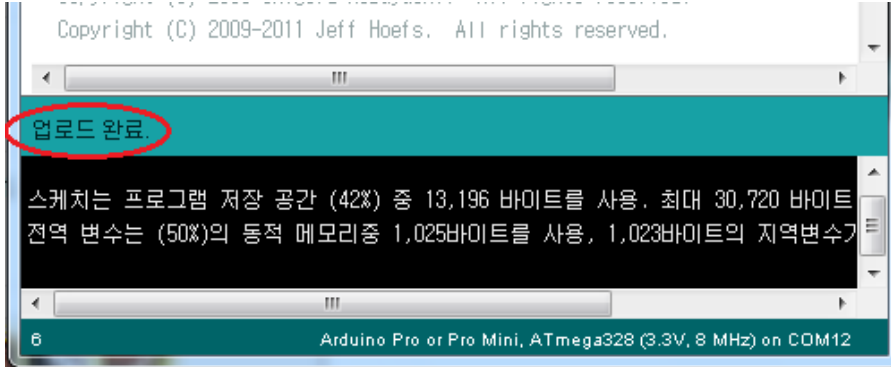 Copyright (C) 2009-2011 Jeff Hoefs.  All rights reserved.
업로드 완료.
스케치는 프로그램 저장 공간 (42%) 중 13,196 바이트를 사용. 최대 30,720 바이트
전역 변수는 (50%)의 동적 메모리중 1,025바이트를 사용, 1,023바이트의 지역변수가
6
Arduino Pro or Pro Mini, ATmega328 (3.3V, 8 MHz) on COM12